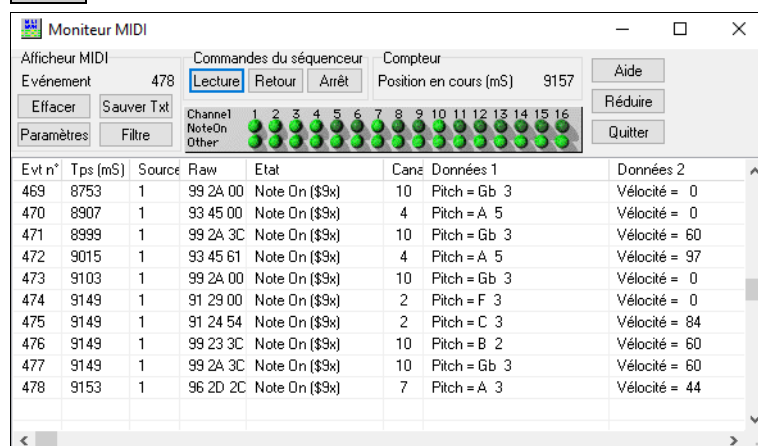 Moniteur MIDI
Afficheur MIDI Commandes du séquenceur Compteur
Evénement 478 Lecture Retour Arrêt Position en cours (mS) 9157 Aide
Effacer Sauver Txt Réduire
Channel 1 2 3 4 5 6 7 8 9 10 11 12 13 14 15 16
NoteOn
Paramètres Filtre Quitter
Other
Evt n° Tps (mS) Source Raw Etat Cana Données 1 Données 2
469 8753 1 99 2A 00 Note On ($9x) 10 Pitch = Gb 3 Vélocité = 0
470 8907 1 93 45 00 Note On ($9x) 4 Pitch = A 5 Vélocité = 0
471 8999 1 99 2A 3C Note On ($9x) 10 Pitch = Gb 3 Vélocité = 60
472 9015 1 93 45 61 Note On ($9x) 4 Pitch = A 5 Vélocité = 97
473 9103 1 99 2A 00 Note On ($9x) 10 Pitch = Gb 3 Vélocité = 0
474 9149 1 91 29 00 Note On ($9x) 2 Pitch = F 3 Vélocité = 0
475 9149 1 91 24 54 Note On ($9x) 2 Pitch = C 3 Vélocité = 84
476 9149 1 99 23 3C Note On ($9x) 10 Pitch = B 2 Vélocité = 60
477 9149 1 99 2A 3C Note On ($9x) 10 Pitch = Gb 3 Vélocité = 60
478 9153 1 96 2D 2C Note On ($9x) 7 Pitch = A 3 Vélocité = 44